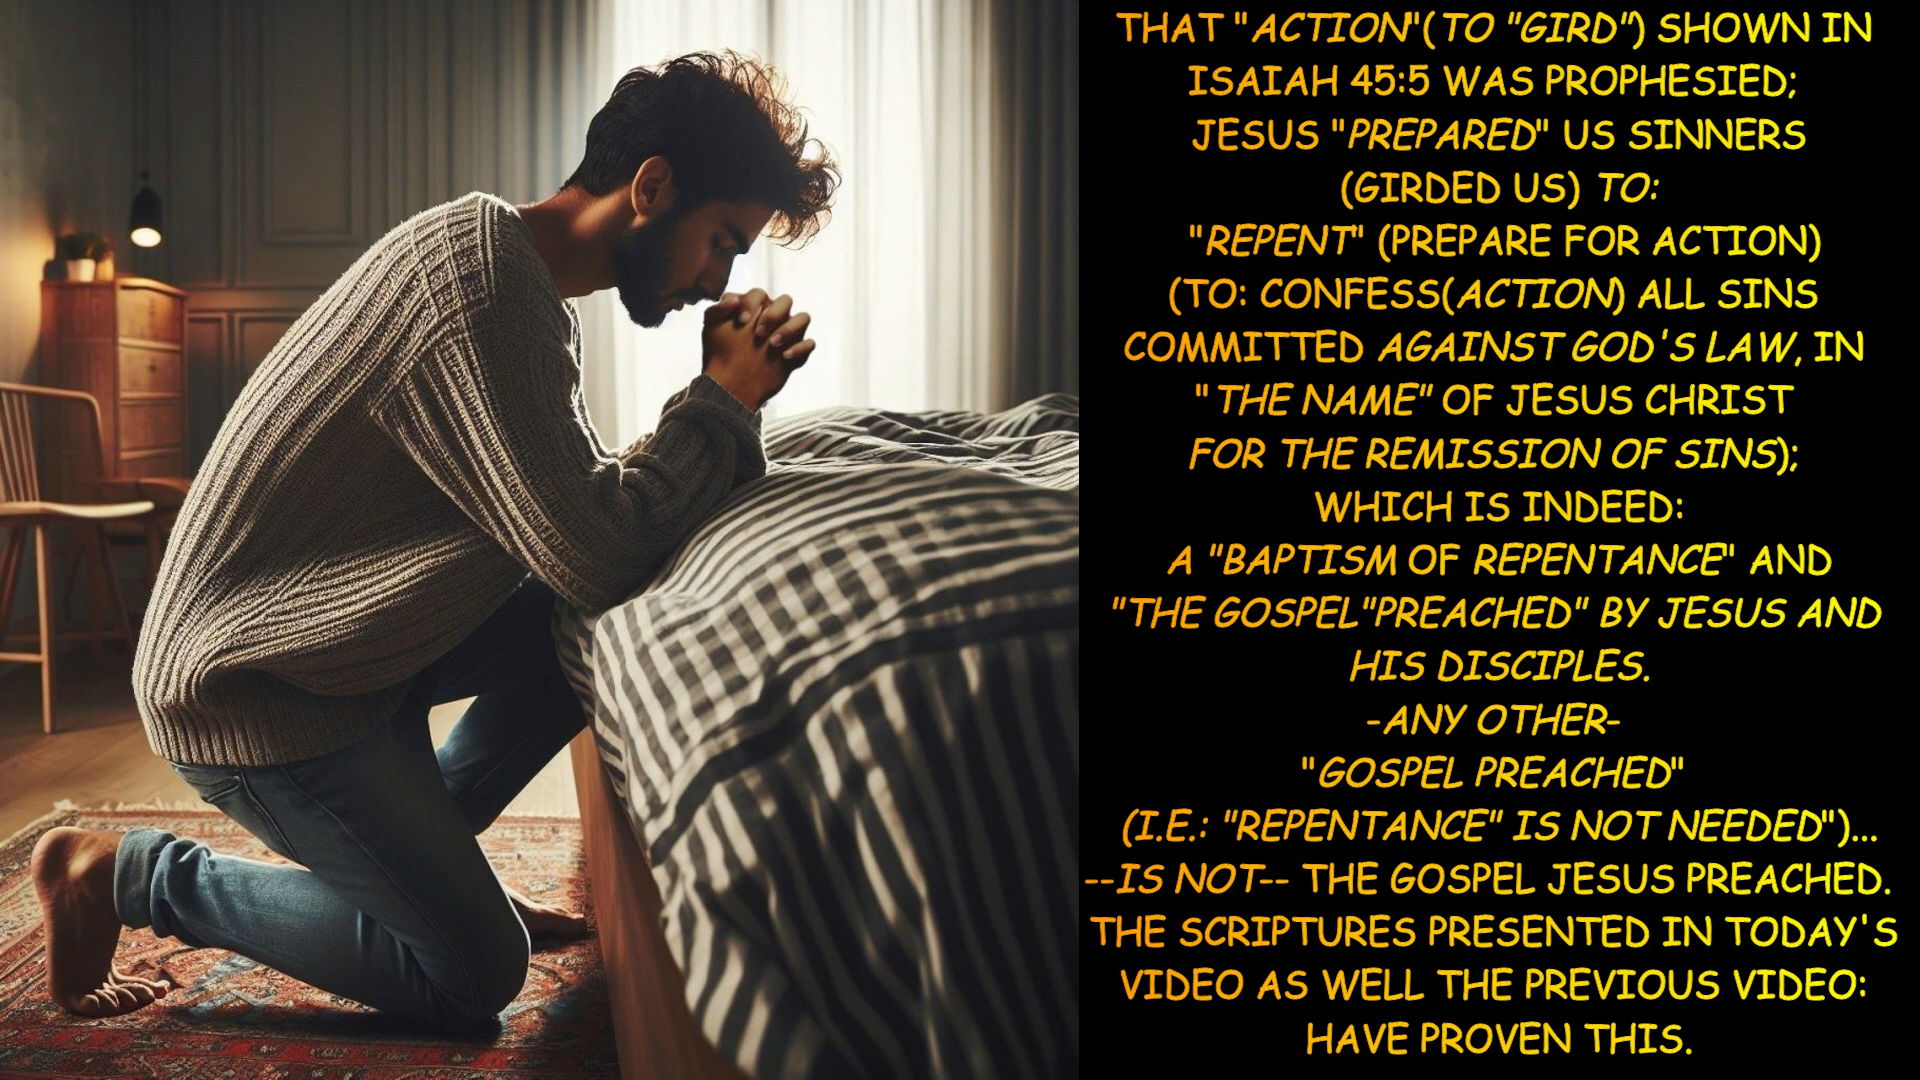 THAT "ACTION"(TO "GIRD") SHOWN IN
ISAIAH 45:5 WAS PROPHESIED;
JESUS "PREPARED" US SINNERS
(GIRDED US) TO:
"REPENT" (PREPARE FOR ACTION)
(TO: CONFESS(ACTION) ALL SINS
COMMITTED AGAINST GOD'S LAW, IN
"THE NAME" OF JESUS CHRIST
FOR THE REMISSION OF SINS);
WHICH IS INDEED:
A "BAPTISM OF REPENTANCE" AND
"THE GOSPEL"PREACHED" BY JESUS AND
HIS DISCIPLES.
-ANY OTHER-
"GOSPEL PREACHED"
(I.E.: "REPENTANCE" IS NOT NEEDED")...
--IS NOT-- THE GOSPEL JESUS PREACHED.
THE SCRIPTURES PRESENTED IN TODAY'S
VIDEO AS WELL THE PREVIOUS VIDEO:
HAVE PROVEN THIS.